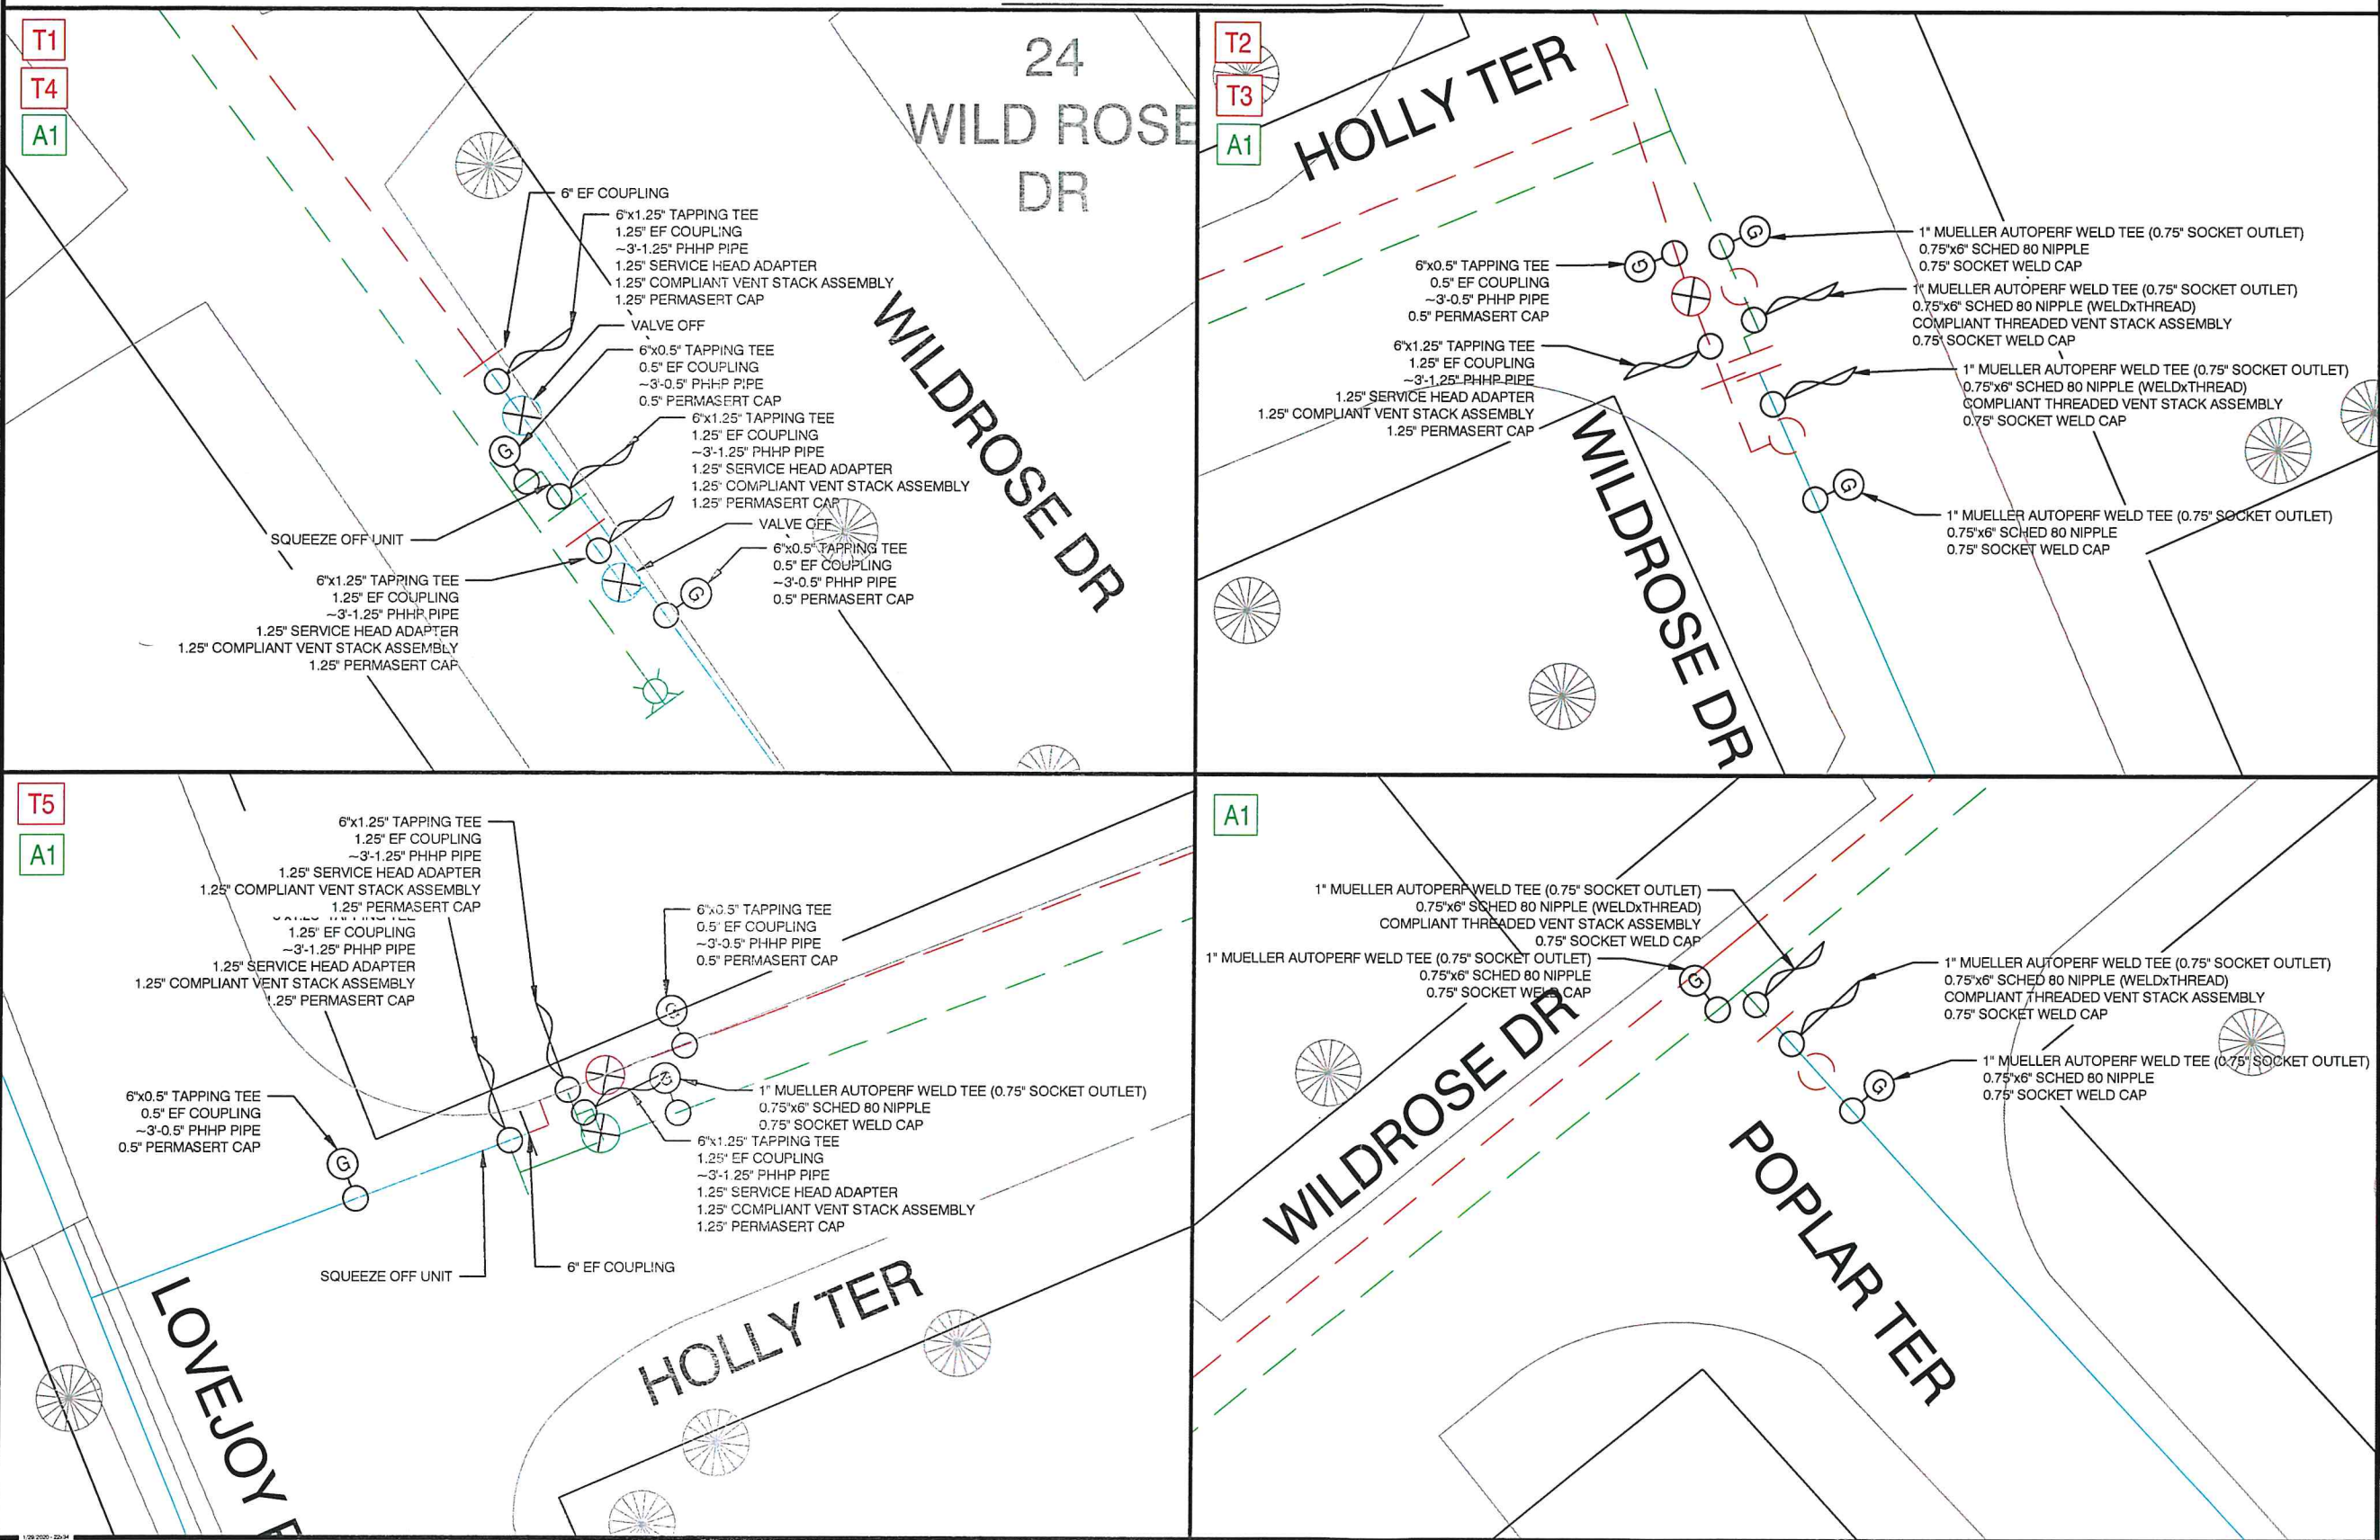 T1
T4
A1
24
WILD ROSE
DR
6" EF COUPLING
6"x1.25" TAPPING TEE
1.25" EF COUPLING
~3'-1.25" PHHP PIPE
1.25" SERVICE HEAD ADAPTER
1.25" COMPLIANT VENT STACK ASSEMBLY
1.25" PERMASERT CAP
VALVE OFF
6"x0.5" TAPPING TEE
0.5" EF COUPLING
~3'-0.5" PHHP PIPE
0.5" PERMASERT CAP
6"x1.25" TAPPING TEE
1.25" EF COUPLING
~3'-1.25" PHHP PIPE
1.25" SERVICE HEAD ADAPTER
1.25" COMPLIANT VENT STACK ASSEMBLY
1.25" PERMASERT CAP
VALVE OFF
6"x0.5" TAPPING TEE
0.5" EF COUPLING
~3'-0.5" PHHP PIPE
0.5" PERMASERT CAP
G
G
SQUEEZE OFF UNIT
6"x1.25" TAPPING TEE
1.25" EF COUPLING
~3'-1.25" PHHP PIPE
1.25" SERVICE HEAD ADAPTER
1.25" COMPLIANT VENT STACK ASSEMBLY
1.25" PERMASERT CAP
WILDROSE DR
T2
T3
A1
HOLLY TER
G
G
G
6"x0.5" TAPPING TEE
0.5" EF COUPLING
~3'-0.5" PHHP PIPE
0.5" PERMASERT CAP
6"x1.25" TAPPING TEE
1.25" EF COUPLING
~3'-1.25" PHHP PIPE
1.25" SERVICE HEAD ADAPTER
1.25" COMPLIANT VENT STACK ASSEMBLY
1.25" PERMASERT CAP
1" MUELLER AUTOPERF WELD TEE (0.75" SOCKET OUTLET)
0.75"x6" SCHED 80 NIPPLE
0.75" SOCKET WELD CAP
1" MUELLER AUTOPERF WELD TEE (0.75" SOCKET OUTLET)
0.75"x6" SCHED 80 NIPPLE (WELDxTHREAD)
COMPLIANT THREADED VENT STACK ASSEMBLY
0.75" SOCKET WELD CAP
1" MUELLER AUTOPERF WELD TEE (0.75" SOCKET OUTLET)
0.75"x6" SCHED 80 NIPPLE (WELDxTHREAD)
COMPLIANT THREADED VENT STACK ASSEMBLY
0.75" SOCKET WELD CAP
1" MUELLER AUTOPERF WELD TEE (0.75" SOCKET OUTLET)
0.75"x6" SCHED 80 NIPPLE
0.75" SOCKET WELD CAP
WILDROSE DR
T5
A1
6"x1.25" TAPPING TEE
1.25" EF COUPLING
~3'-1.25" PHHP PIPE
1.25" SERVICE HEAD ADAPTER
1.25" COMPLIANT VENT STACK ASSEMBLY
1.25" PERMASERT CAP
1.25" EF COUPLING
~3'-1.25" PHHP PIPE
1.25" SERVICE HEAD ADAPTER
1.25" COMPLIANT VENT STACK ASSEMBLY
1.25" PERMASERT CAP
6"x0.5" TAPPING TEE
0.5" EF COUPLING
~3'-0.5" PHHP PIPE
0.5" PERMASERT CAP
6"x0.5" TAPPING TEE
0.5" EF COUPLING
~3'-0.5" PHHP PIPE
0.5" PERMASERT CAP
G
G
G
1" MUELLER AUTOPERF WELD TEE (0.75" SOCKET OUTLET)
0.75"x6" SCHED 80 NIPPLE
0.75" SOCKET WELD CAP
6"x1.25" TAPPING TEE
1.25" EF COUPLING
~3'-1.25" PHHP PIPE
1.25" SERVICE HEAD ADAPTER
1.25" COMPLIANT VENT STACK ASSEMBLY
1.25" PERMASERT CAP
SQUEEZE OFF UNIT
6" EF COUPLING
HOLLY TER
LOVEJOY
A1
1" MUELLER AUTOPERF WELD TEE (0.75" SOCKET OUTLET)
0.75"x6" SCHED 80 NIPPLE (WELDxTHREAD)
COMPLIANT THREADED VENT STACK ASSEMBLY
0.75" SOCKET WELD CAP
1" MUELLER AUTOPERF WELD TEE (0.75" SOCKET OUTLET)
0.75"x6" SCHED 80 NIPPLE
0.75" SOCKET WELD CAP
G
G
1" MUELLER AUTOPERF WELD TEE (0.75" SOCKET OUTLET)
0.75"x6" SCHED 80 NIPPLE (WELDxTHREAD)
COMPLIANT THREADED VENT STACK ASSEMBLY
0.75" SOCKET WELD CAP
1" MUELLER AUTOPERF WELD TEE (0.75" SOCKET OUTLET)
0.75"x6" SCHED 80 NIPPLE
0.75" SOCKET WELD CAP
WILDROSE DR
POPLAR TER